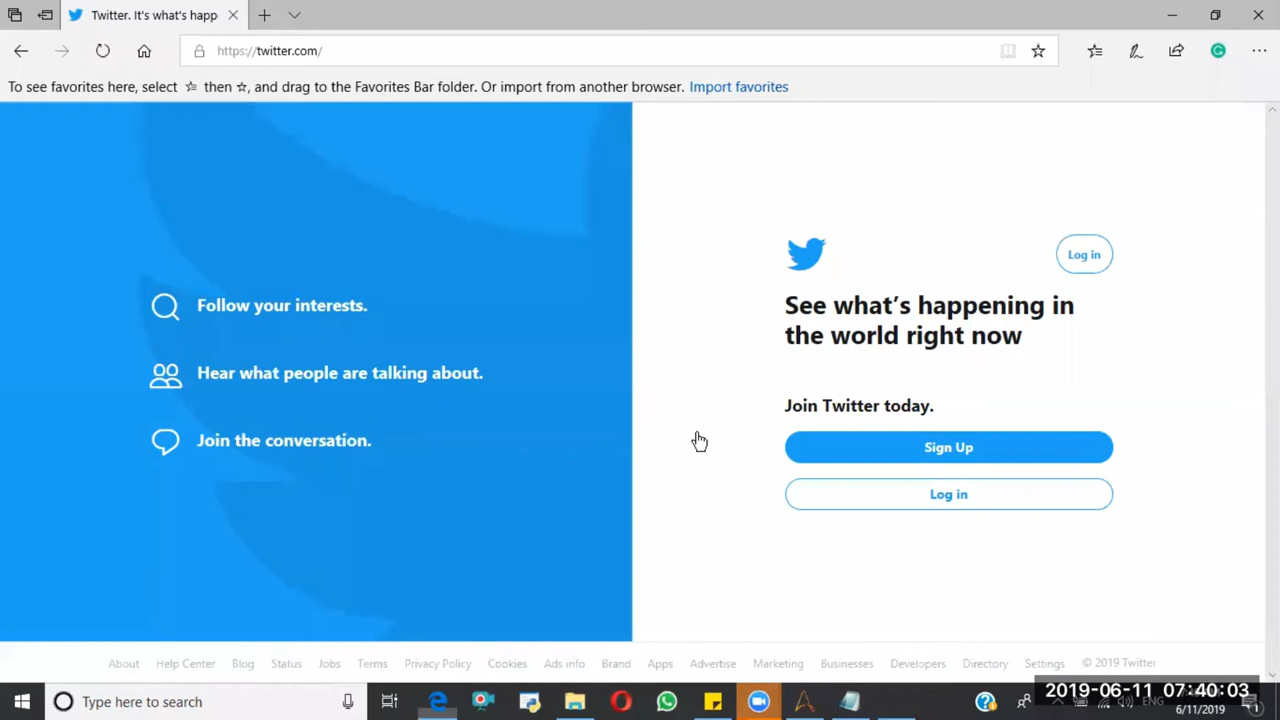 Twitter. It's what's happ
https://twitter.com/
To see favorites here, select ☆ then ☆, and drag to the Favorites Bar folder. Or import from another browser. Import favorites
Follow your interests.
Hear what people are talking about.
Join the conversation.
Log in
See what's happening in
the world right now
Join Twitter today.
Sign Up
Log in
About Help Center Blog Status Jobs Terms Privacy Policy Cookies Ads info Brand Apps Advertise Marketing Businesses Developers Directory Settings © 2019 Twitter
Type here to search
ENG
2019-06-11 07:40:03
6/11/2019